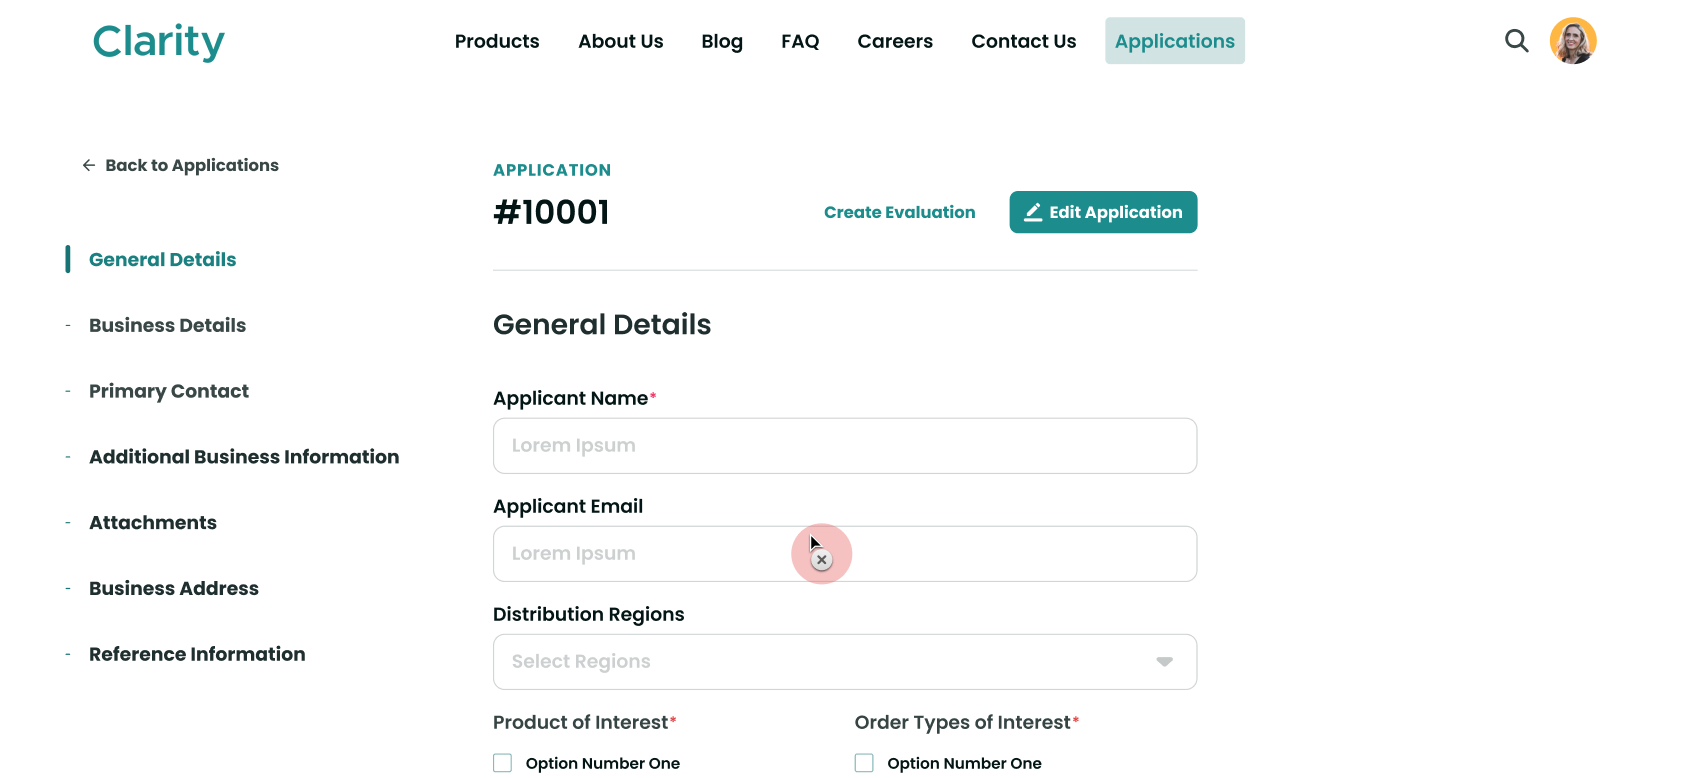 Clarity
Products About Us Blog FAQ Careers Contact Us Applications
Back to Applications
General Details
- Business Details
- Primary Contact
- Additional Business Information
- Attachments
- Business Address
- Reference Information
APPLICATION
#10001
Create Evaluation Edit Application
General Details
Applicant Name*
Lorem Ipsum
Applicant Email
Lorem Ipsum
Distribution Regions
Select Regions
Product of Interest* Order Types of Interest*
Option Number One Option Number One